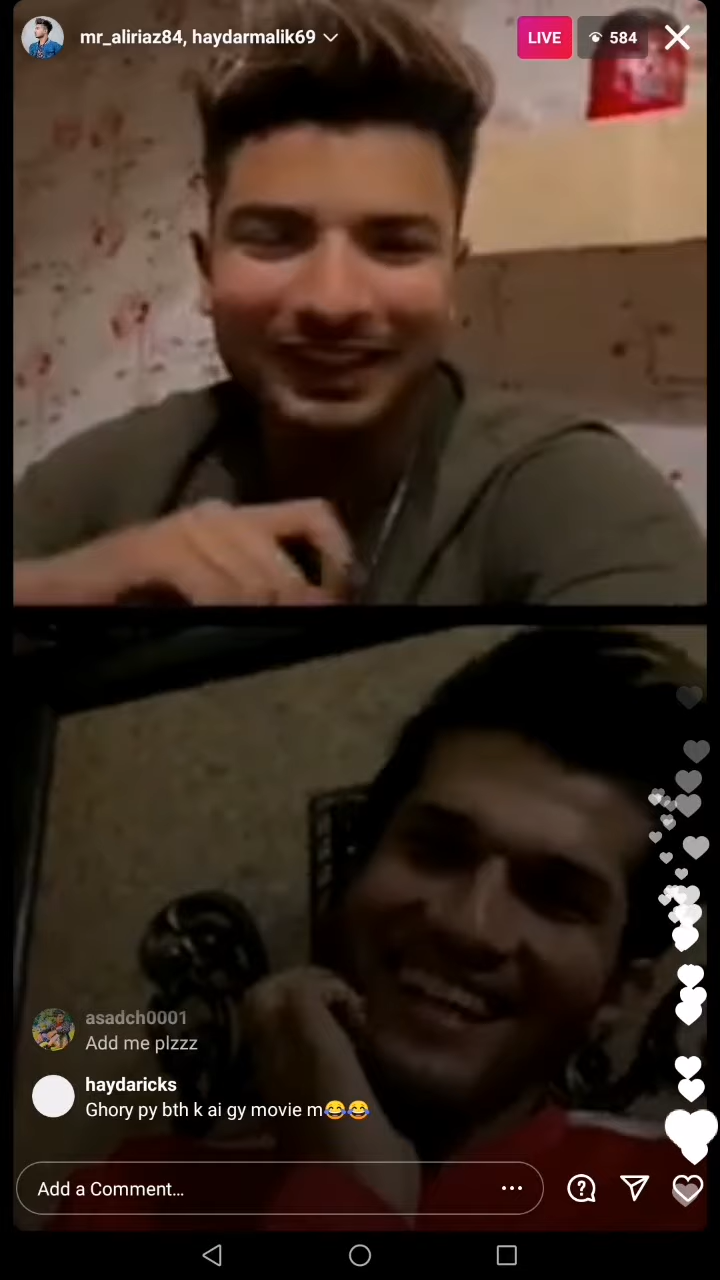 mr_aliriaz84, haydarmalik69
LIVE
584
asadch0001
Add me plzzz
haydaricks
Ghory py bth k ai gy movie m😂😂
Add a Comment…